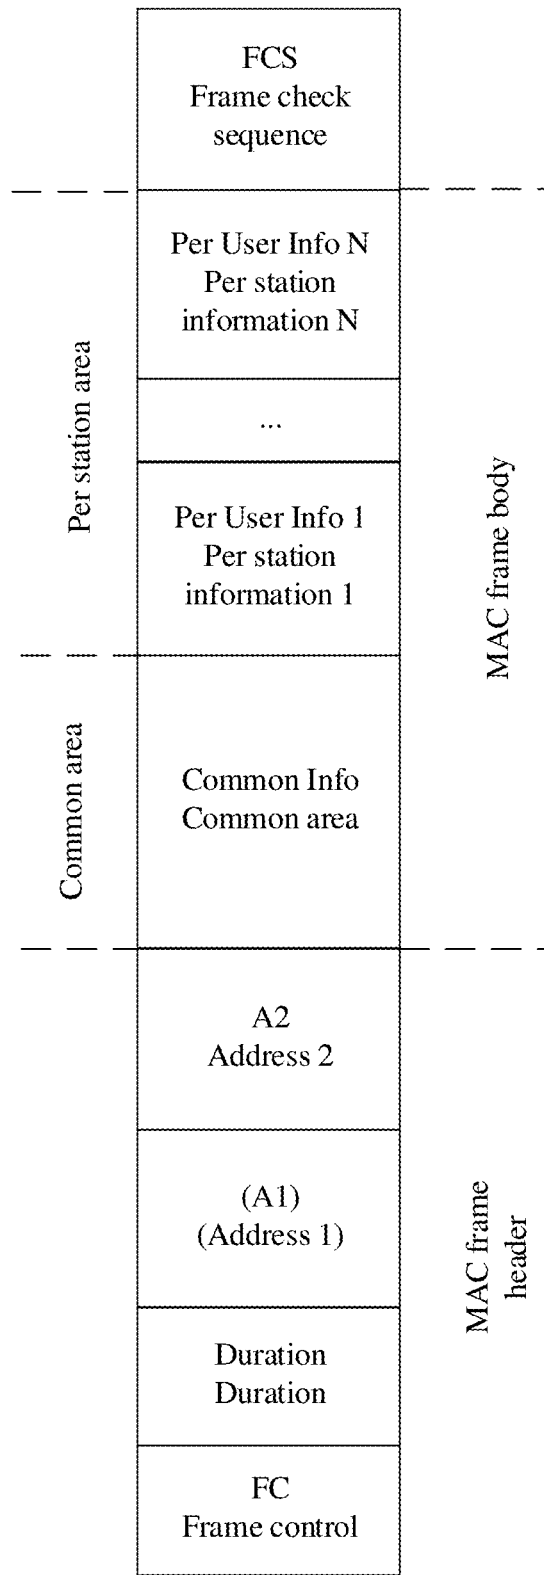 FCS
Frame check
sequence
Per User Info N
Per station
information N
...
Per User Info 1
Per station
information 1
Per station area
MAC frame body
Common Info
Common area
Common area
A2
Address 2
(A1)
(Address 1)
MAC frame
header
Duration
Duration
FC
Frame control